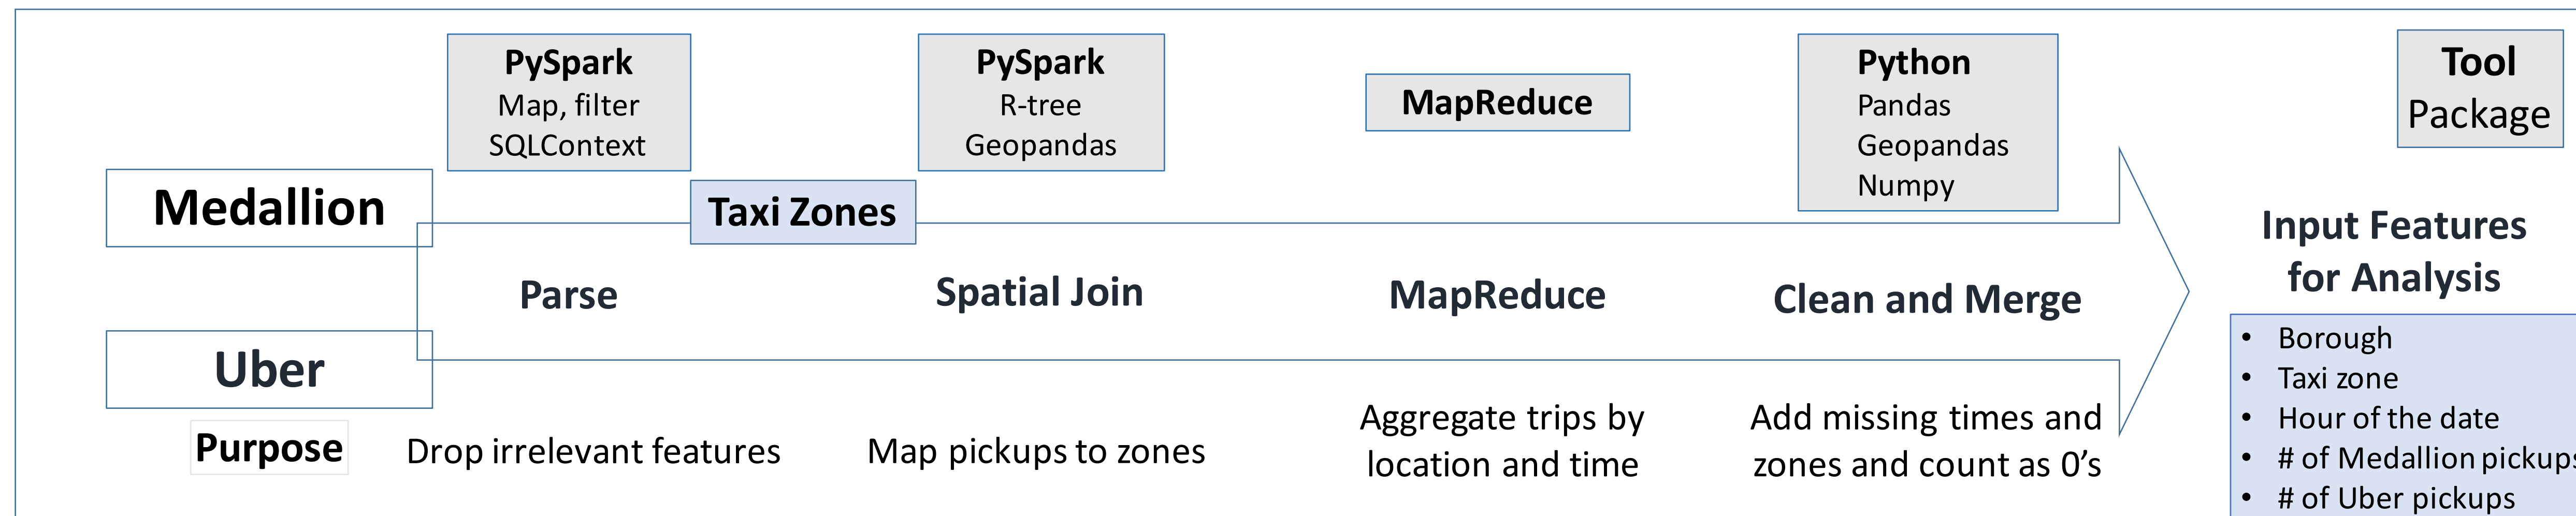 PySpark
Map, filter
SQLContext
PySpark
R-tree
Geopandas
MapReduce
Python
Pandas
Geopandas
Numpy
Tool
Package
Medallion
Taxi Zones
Uber
Parse
Spatial Join
MapReduce
Clean and Merge
Input Features
for Analysis
• Borough
• Taxi zone
• Hour of the date
• # of Medallion pickups
• # of Uber pickups
Purpose
Drop irrelevant features
Map pickups to zones
Aggregate trips by
location and time
Add missing times and
zones and count as 0’s